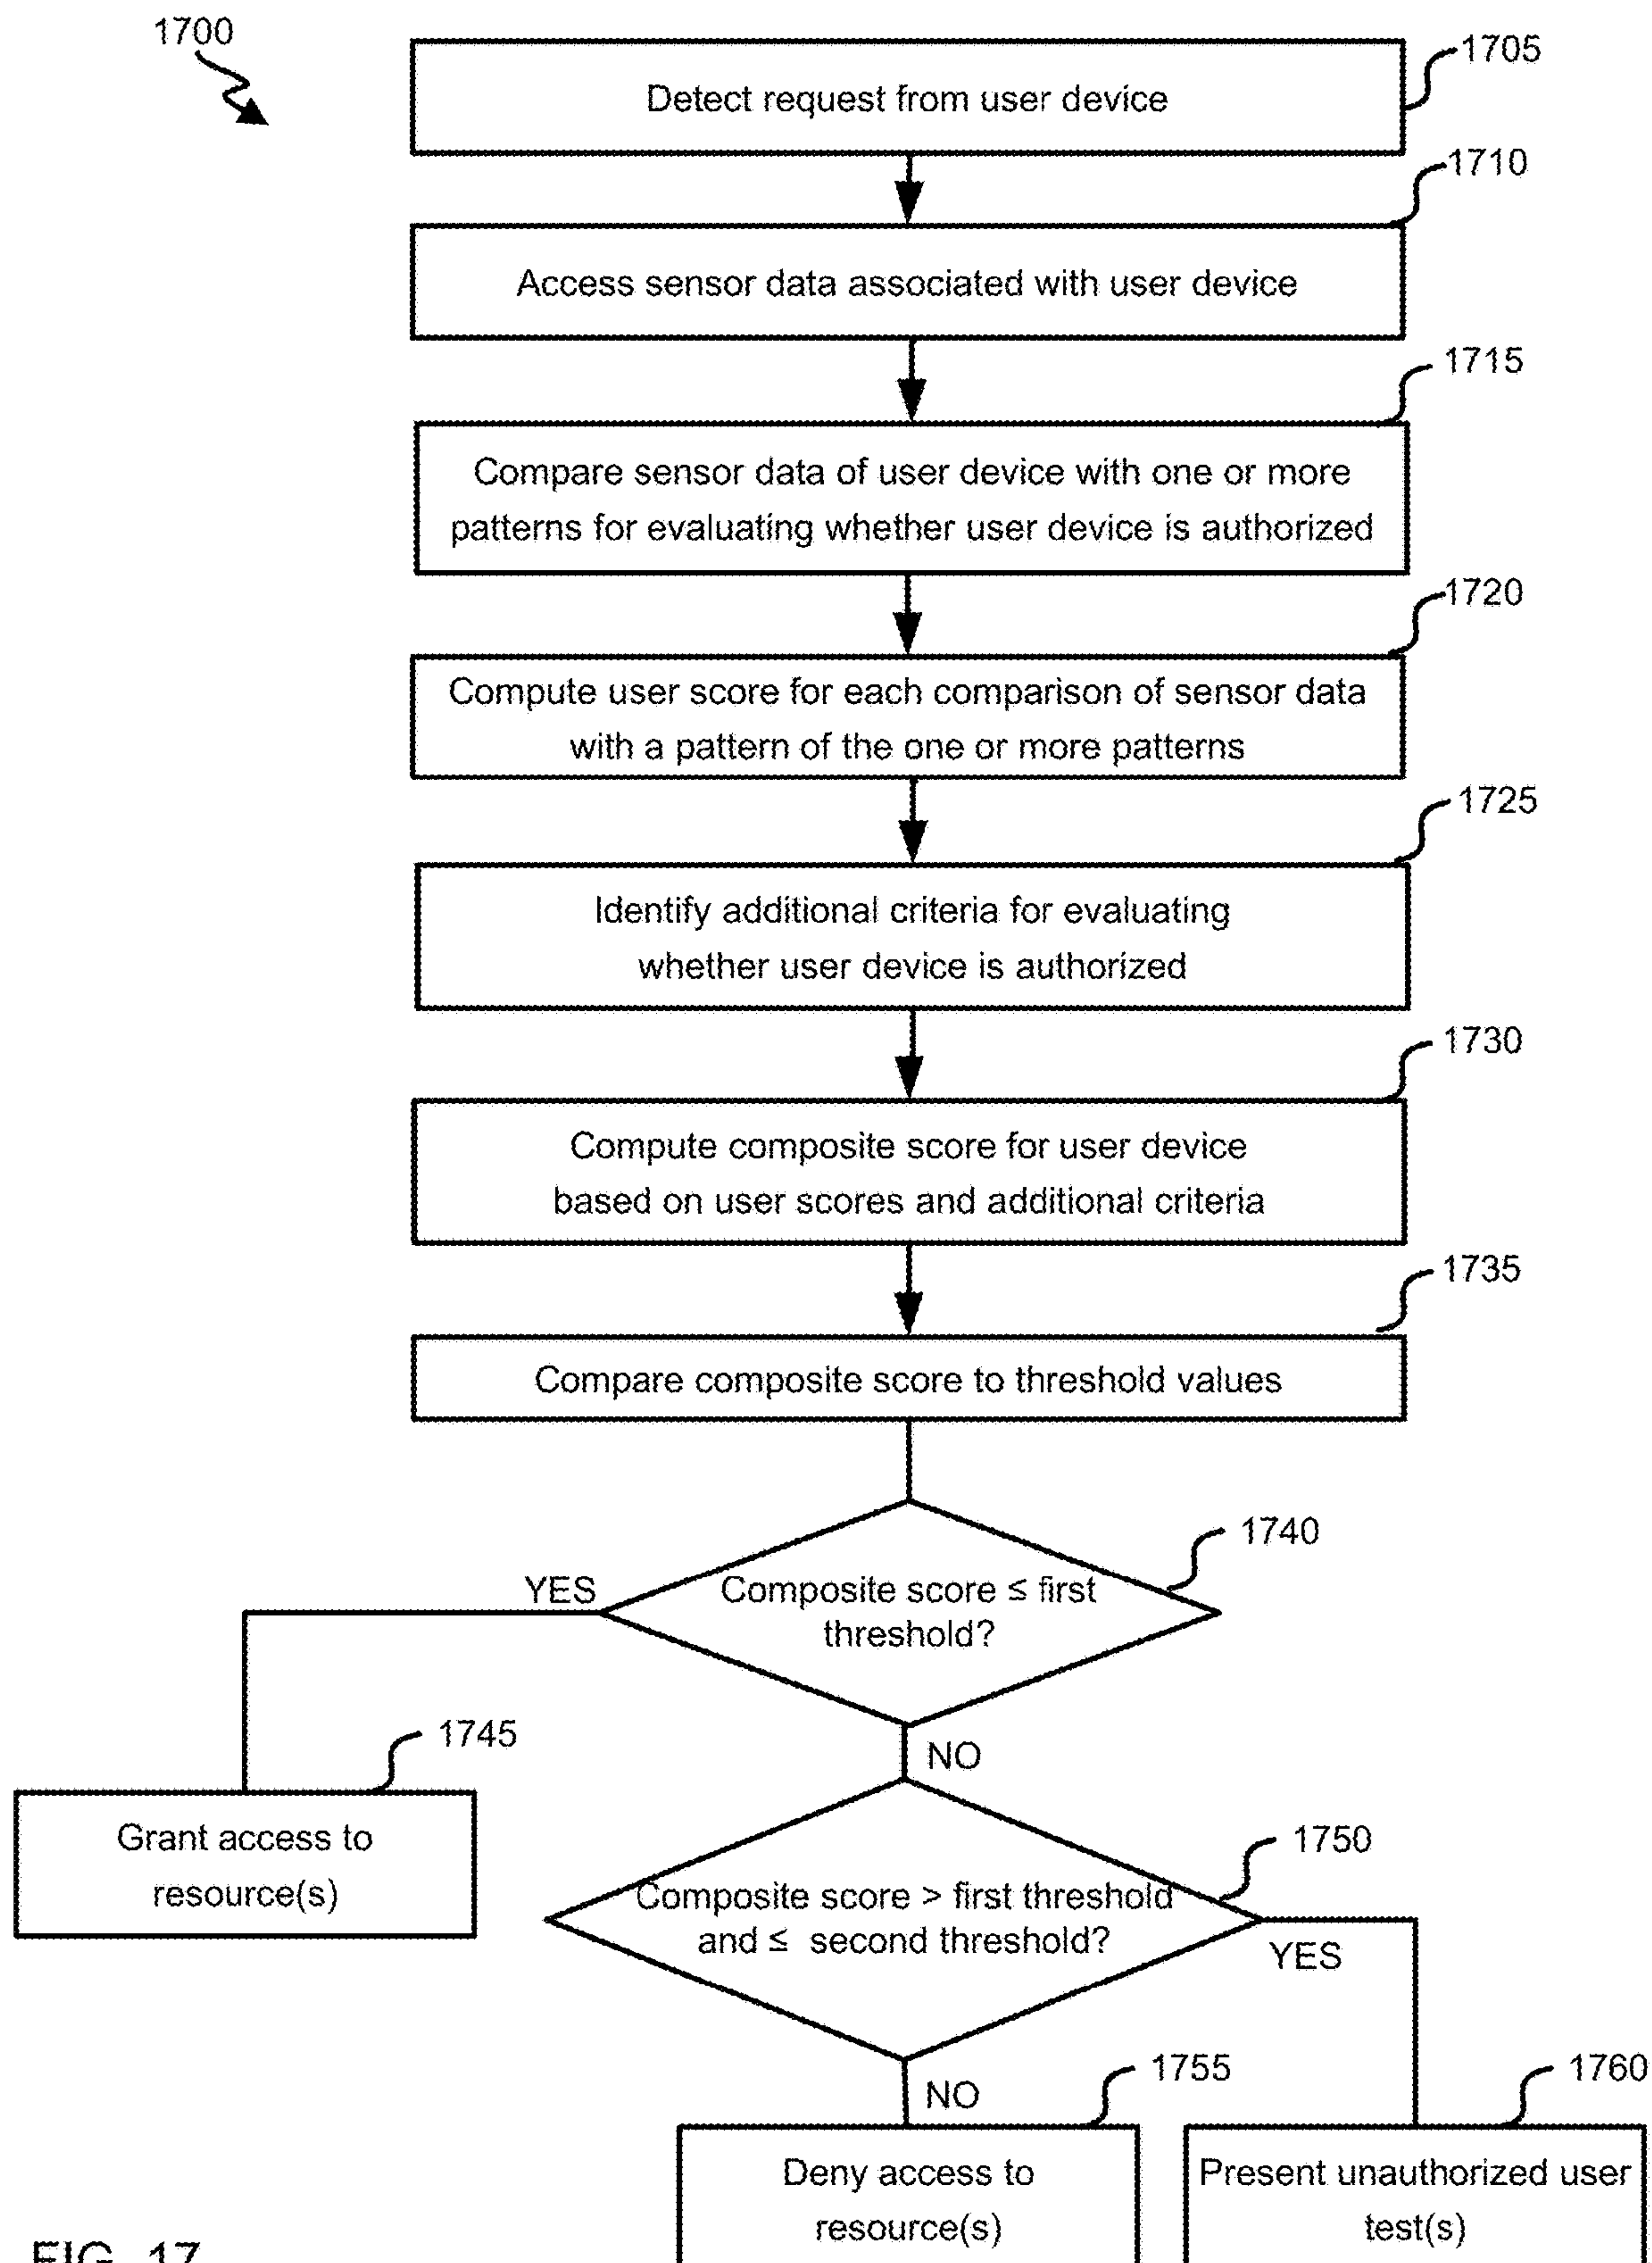 1700
1705
Detect request from user device
1710
Access sensor data associated with user device
1715
Compare sensor data of user device with one or more
patterns for evaluating whether user device is authorized
1720
Compute user score for each comparison of sensor data
with a pattern of the one or more patterns
1725
Identify additional criteria for evaluating
whether user device is authorized
1730
Compute composite score for user device
based on user scores and additional criteria
1735
Compare composite score to threshold values
1740
YES
Composite score ≤ first
threshold?
1745
NO
Grant access to
resource(s)
1750
Composite score > first threshold
and ≤ second threshold?
YES
1755
1760
NO
Deny access to
resource(s)
Present unauthorized user
test(s)
FIG. 17